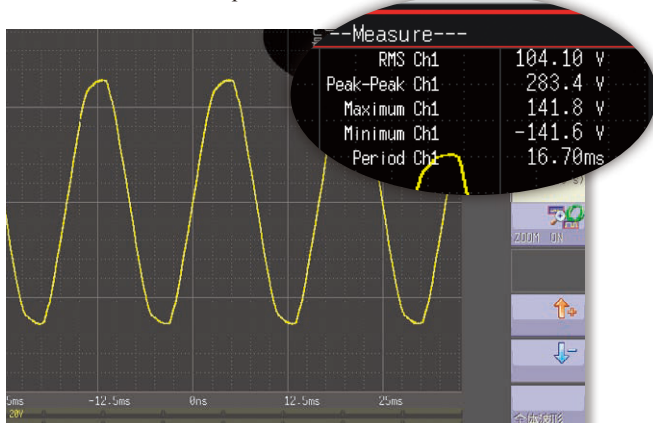 --Measure---
RMS Ch1 104.10 V
Peak-Peak Ch1 283.4 V
Maximum Ch1 141.8 V
Minimum Ch1 -141.6 V
Period Ch1 16.70ms
s)
ZOOM ON
5ms -12.5ms 0ns 12.5ms 25ms
20V